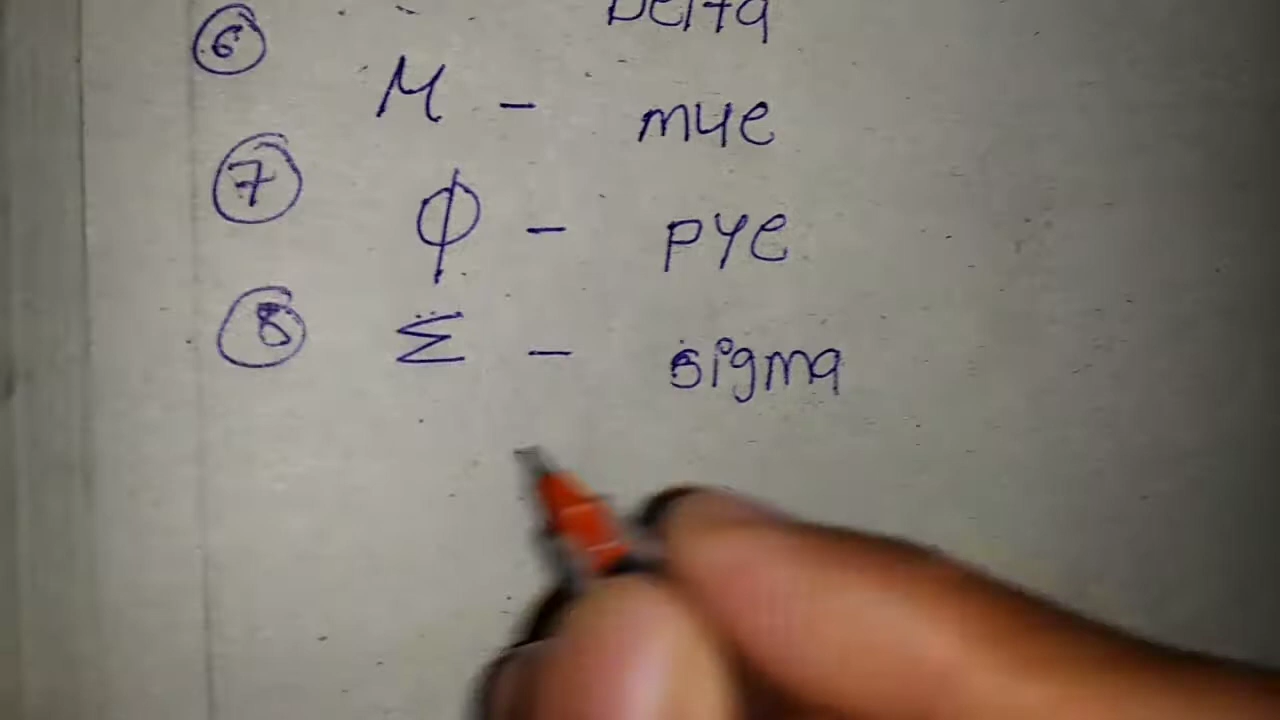 Delta
⑥ M - mye
⑦ ϕ - pye
⑧ Σ - sigma